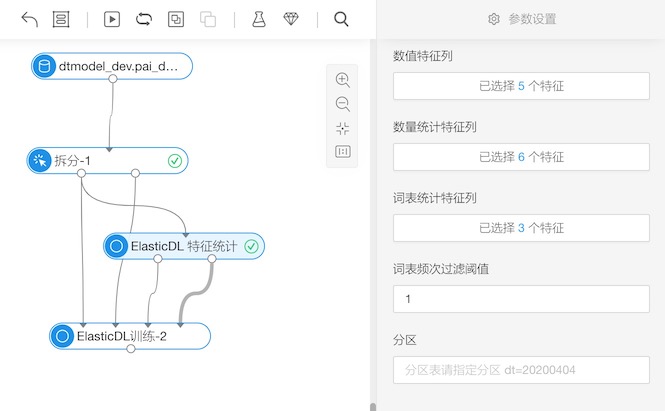 参数设置
dtmodel_dev.pai_d...
拆分-1
ElasticDL 特征统计
ElasticDL训练-2
1:1
数值特征列
已选择 5 个特征
数量统计特征列
已选择 6 个特征
词表统计特征列
已选择 3 个特征
词表频次过滤阈值
1
分区
分区表请指定分区 dt=20200404